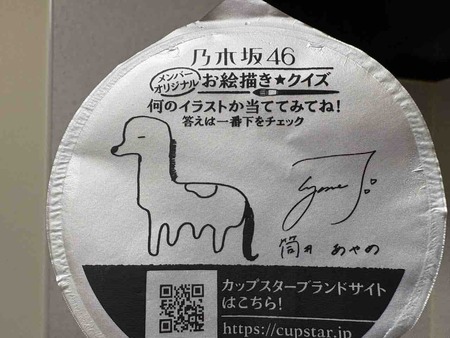 乃木坂46
メンバー
オリジナル
お絵描き★クイズ
何のイラストか当ててみてね!
答えは一番下をチェック
筒井 あやめ
カップスターブランドサイト
はこちら!
https://cupstar.jp